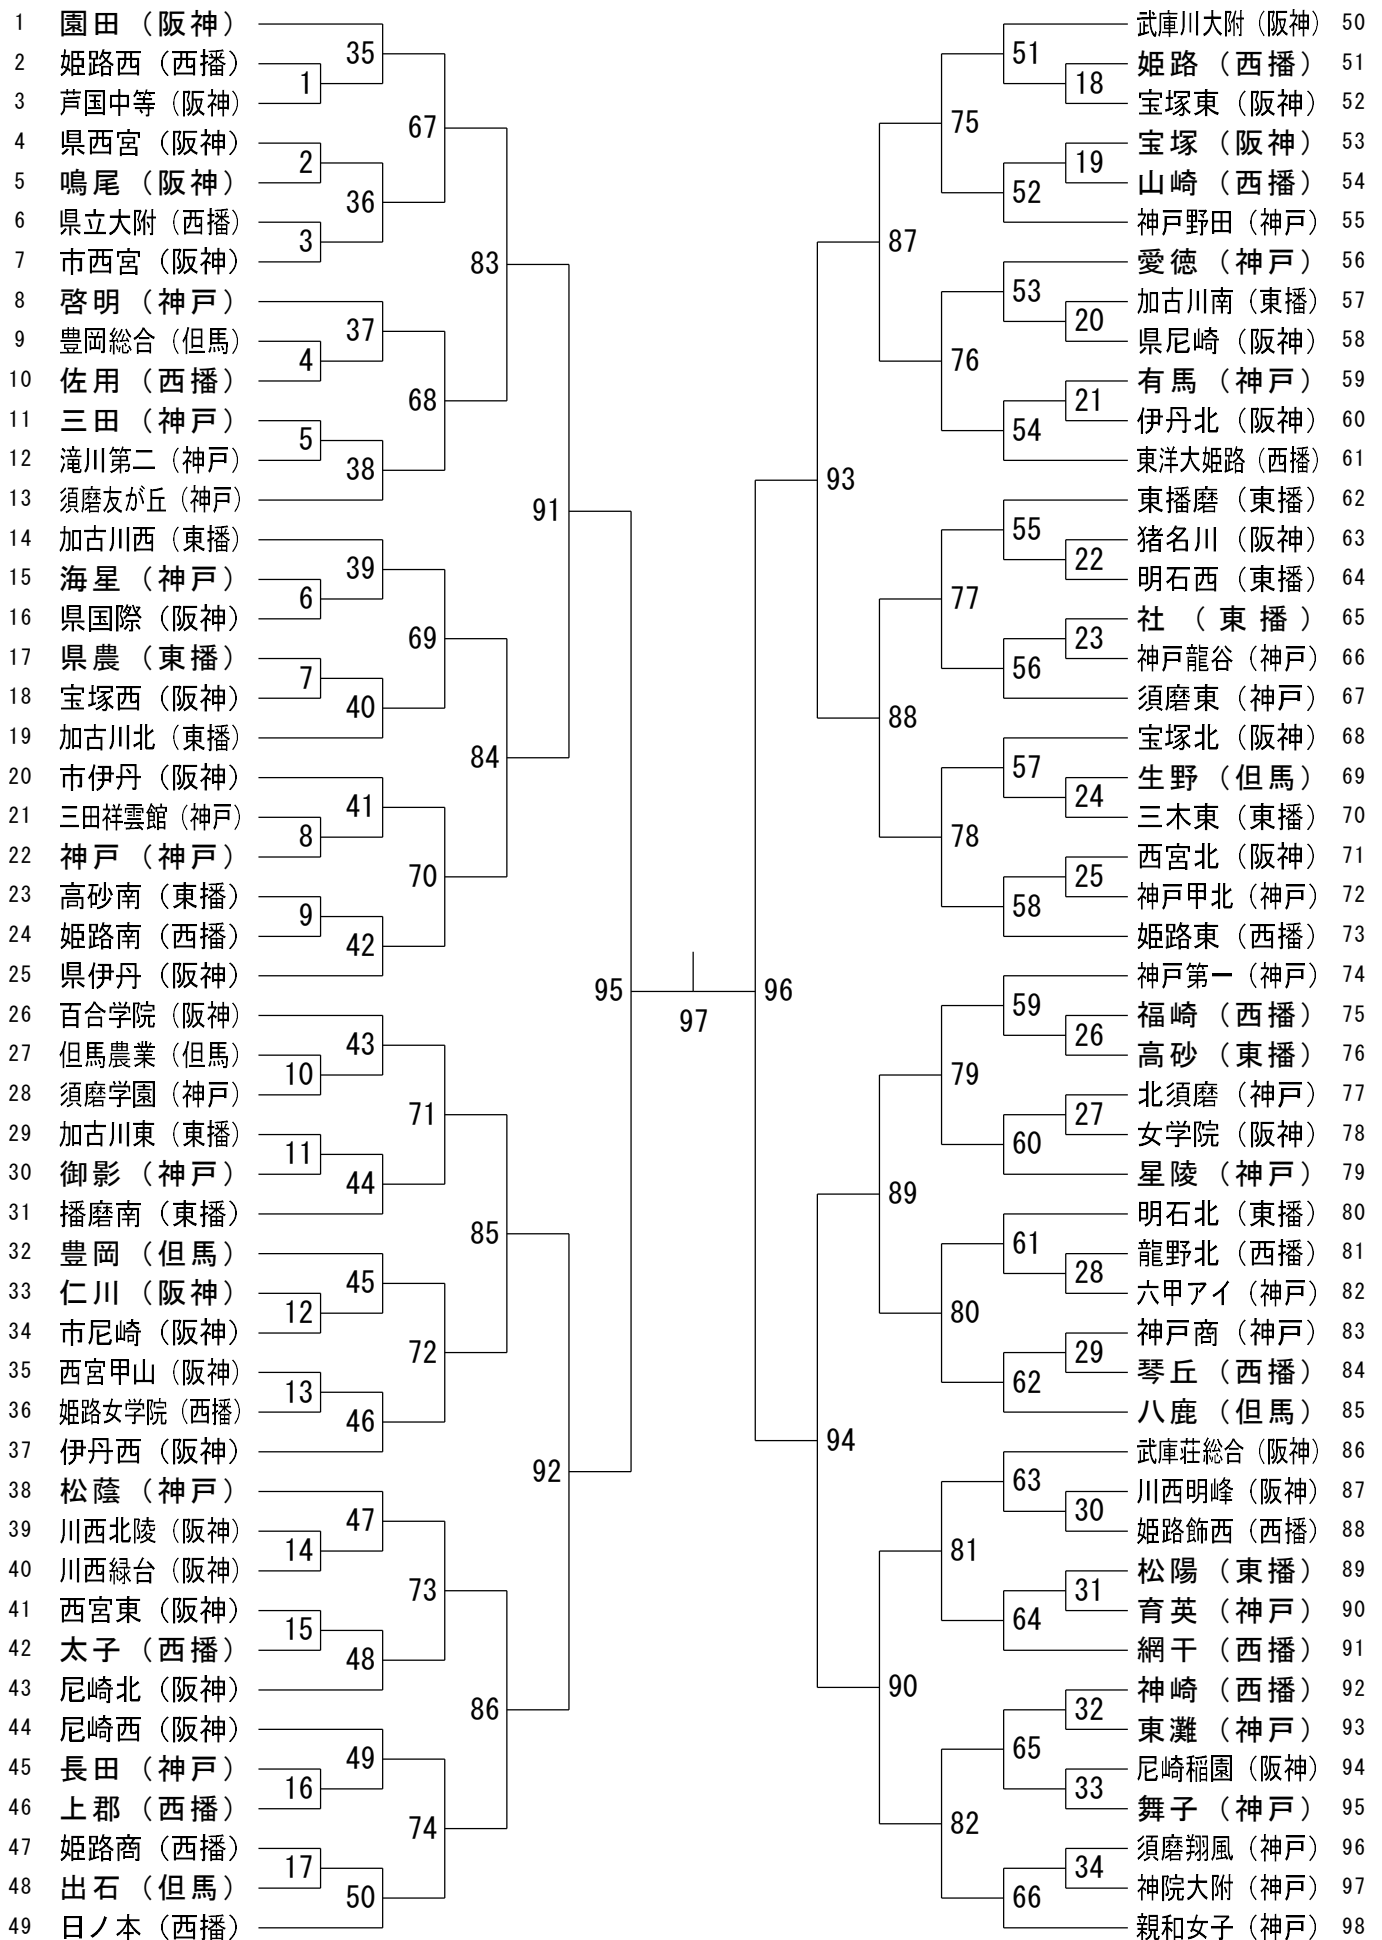 1 園田（阪神）
2 姫路西（西播）
3 芦国中等（阪神）
4 県西宮（阪神）
5 鳴尾（阪神）
6 県立大附（西播）
7 市西宮（阪神）
8 啓明（神戸）
9 豊岡総合（但馬）
10 佐用（西播）
11 三田（神戸）
12 滝川第二（神戸）
13 須磨友が丘（神戸）
14 加古川西（東播）
15 海星（神戸）
16 県国際（阪神）
17 県農（東播）
18 宝塚西（阪神）
19 加古川北（東播）
20 市伊丹（阪神）
21 三田祥雲館（神戸）
22 神戸（神戸）
23 高砂南（東播）
24 姫路南（西播）
25 県伊丹（阪神）
26 百合学院（阪神）
27 但馬農業（但馬）
28 須磨学園（神戸）
29 加古川東（東播）
30 御影（神戸）
31 播磨南（東播）
32 豊岡（但馬）
33 仁川（阪神）
34 市尼崎（阪神）
35 西宮甲山（阪神）
36 姫路女学院（西播）
37 伊丹西（阪神）
38 松蔭（神戸）
39 川西北陵（阪神）
40 川西緑台（阪神）
41 西宮東（阪神）
42 太子（西播）
43 尼崎北（阪神）
44 尼崎西（阪神）
45 長田（神戸）
46 上郡（西播）
47 姫路商（西播）
48 出石（但馬）
49 日ノ本（西播）
1
2
3
4
5
6
7
8
9
10
11
12
13
14
15
16
17
35
36
37
38
39
40
41
42
43
44
45
46
47
48
49
50
67
68
69
70
71
72
73
74
83
84
85
86
91
92
95
97
96
93
94
87
88
89
90
75
76
77
78
79
80
81
82
51
52
53
54
55
56
57
58
59
60
61
62
63
64
65
66
18
19
20
21
22
23
24
25
26
27
28
29
30
31
32
33
34
武庫川大附（阪神） 50
姫路（西播） 51
宝塚東（阪神） 52
宝塚（阪神） 53
山崎（西播） 54
神戸野田（神戸） 55
愛徳（神戸） 56
加古川南（東播） 57
県尼崎（阪神） 58
有馬（神戸） 59
伊丹北（阪神） 60
東洋大姫路（西播） 61
東播磨（東播） 62
猪名川（阪神） 63
明石西（東播） 64
社（東播） 65
神戸龍谷（神戸） 66
須磨東（神戸） 67
宝塚北（阪神） 68
生野（但馬） 69
三木東（東播） 70
西宮北（阪神） 71
神戸甲北（神戸） 72
姫路東（西播） 73
神戸第一（神戸） 74
福崎（西播） 75
高砂（東播） 76
北須磨（神戸） 77
女学院（阪神） 78
星陵（神戸） 79
明石北（東播） 80
龍野北（西播） 81
六甲アイ（神戸） 82
神戸商（神戸） 83
琴丘（西播） 84
八鹿（但馬） 85
武庫荘総合（阪神） 86
川西明峰（阪神） 87
姫路飾西（西播） 88
松陽（東播） 89
育英（神戸） 90
網干（西播） 91
神崎（西播） 92
東灘（神戸） 93
尼崎稲園（阪神） 94
舞子（神戸） 95
須磨翔風（神戸） 96
神院大附（神戸） 97
親和女子（神戸） 98